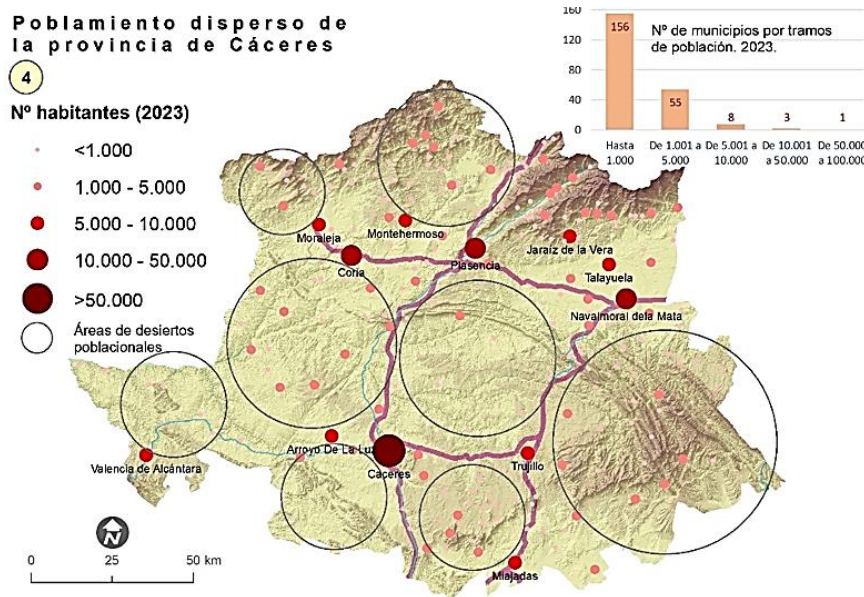 Poblamiento disperso de
la provincia de Cáceres
4
Nº habitantes (2023)
<1.000
1.000 - 5.000
5.000 - 10.000
10.000 - 50.000
>50.000
Áreas de desiertos
poblacionales
Nº de municipios por tramos
de población. 2023.
160
120
80
40
0
156
55
8
3
1
Hasta
1.000
De 1.001 a
5.000
De 5.001 a
10.000
De 10.001
a 50.000
De 50.000
a 100.000
Moraleja
Montehermoso
Coria
Plasencia
Jaraíz de la Vera
Talayuela
Navalmoral dela Mata
Valencia de Alcántara
Arroyo De La Luz
Cáceres
Trujillo
Miajadas
N
0
25
50 km